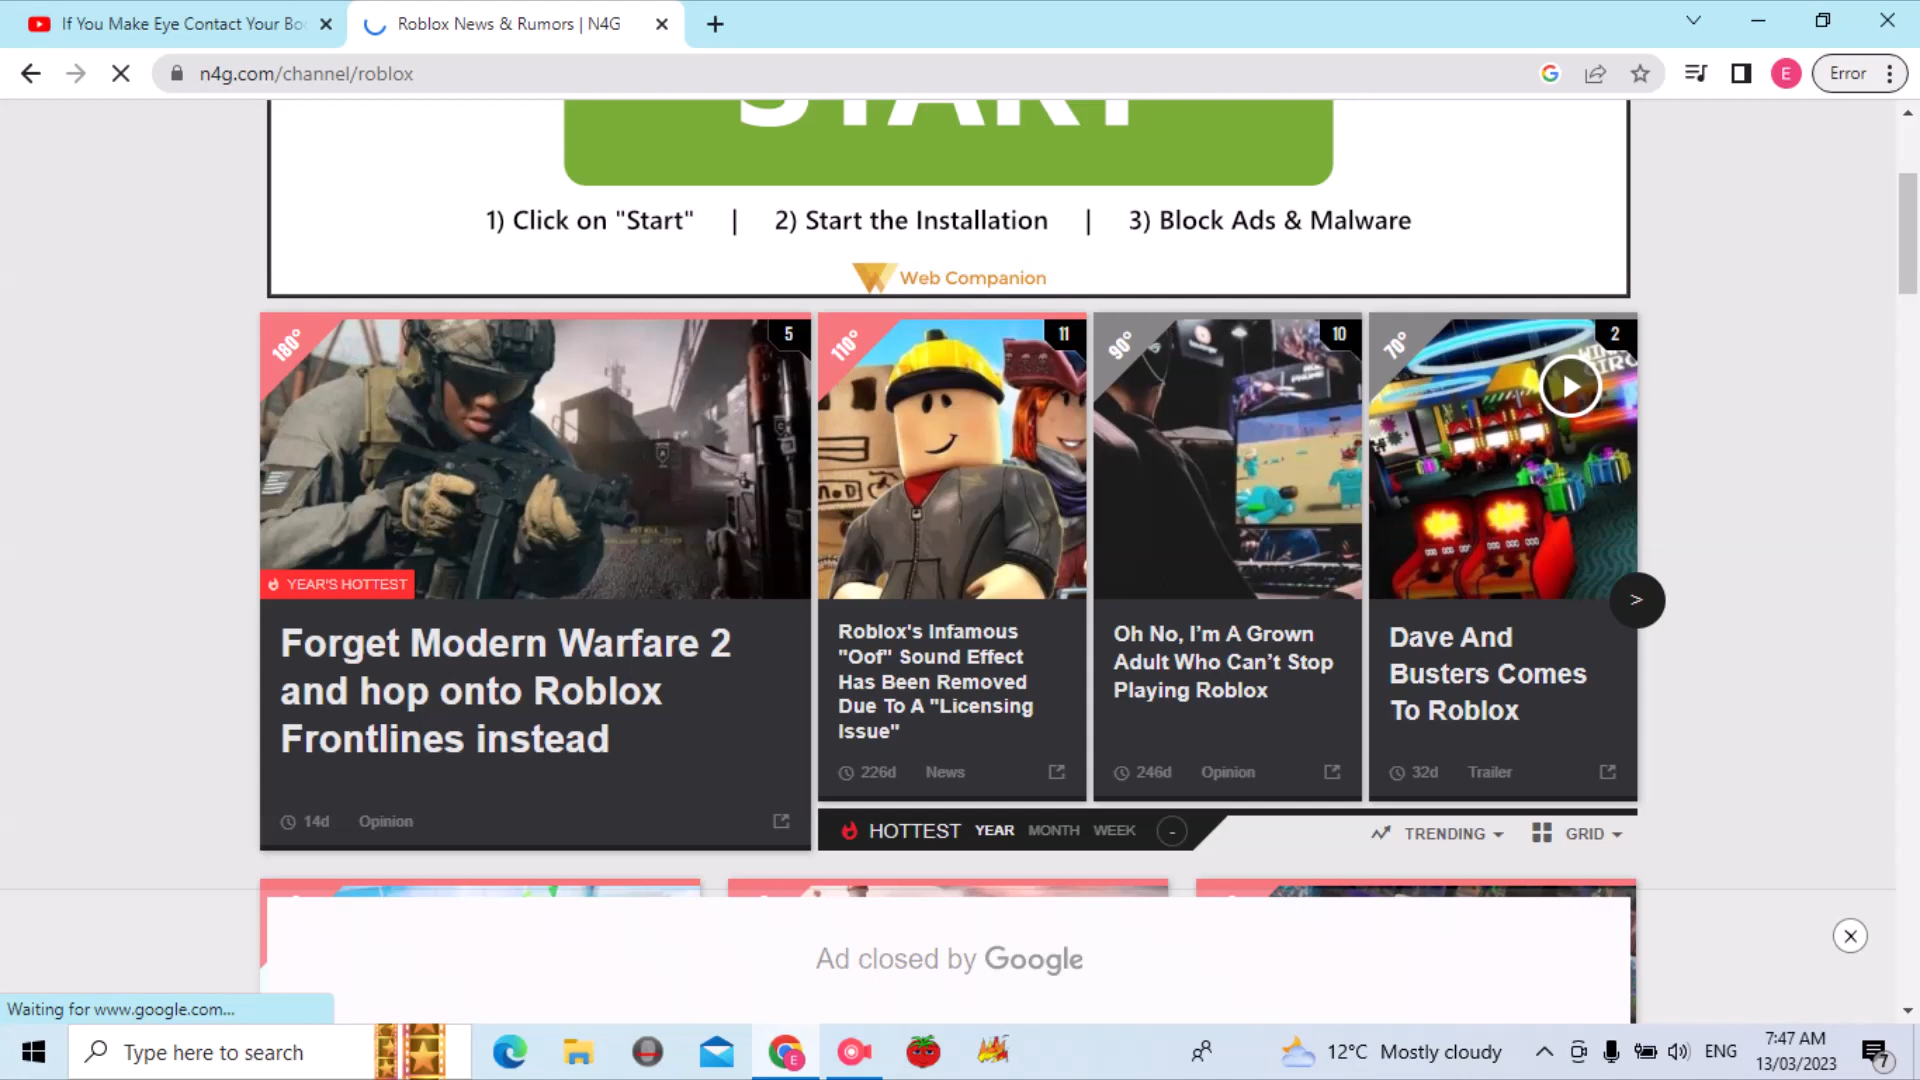 If You Make Eye Contact Your Bo
Roblox News & Rumors | N4G
n4g.com/channel/roblox
E
Error
START
1) Click on "Start" | 2) Start the Installation | 3) Block Ads & Malware
Web Companion
180°
5
110°
11
90°
10
70°
2
YEAR'S HOTTEST
Forget Modern Warfare 2
and hop onto Roblox
Frontlines instead
14d Opinion
Roblox's Infamous
"Oof" Sound Effect
Has Been Removed
Due To A "Licensing
Issue"
226d News
Oh No, I'm A Grown
Adult Who Can't Stop
Playing Roblox
246d Opinion
Dave And
Busters Comes
To Roblox
32d Trailer
>
HOTTEST YEAR MONTH WEEK -
TRENDING GRID
Ad closed by Google
Waiting for www.google.com...
Type here to search
E
12°C Mostly cloudy
ENG
7:47 AM
13/03/2023
7